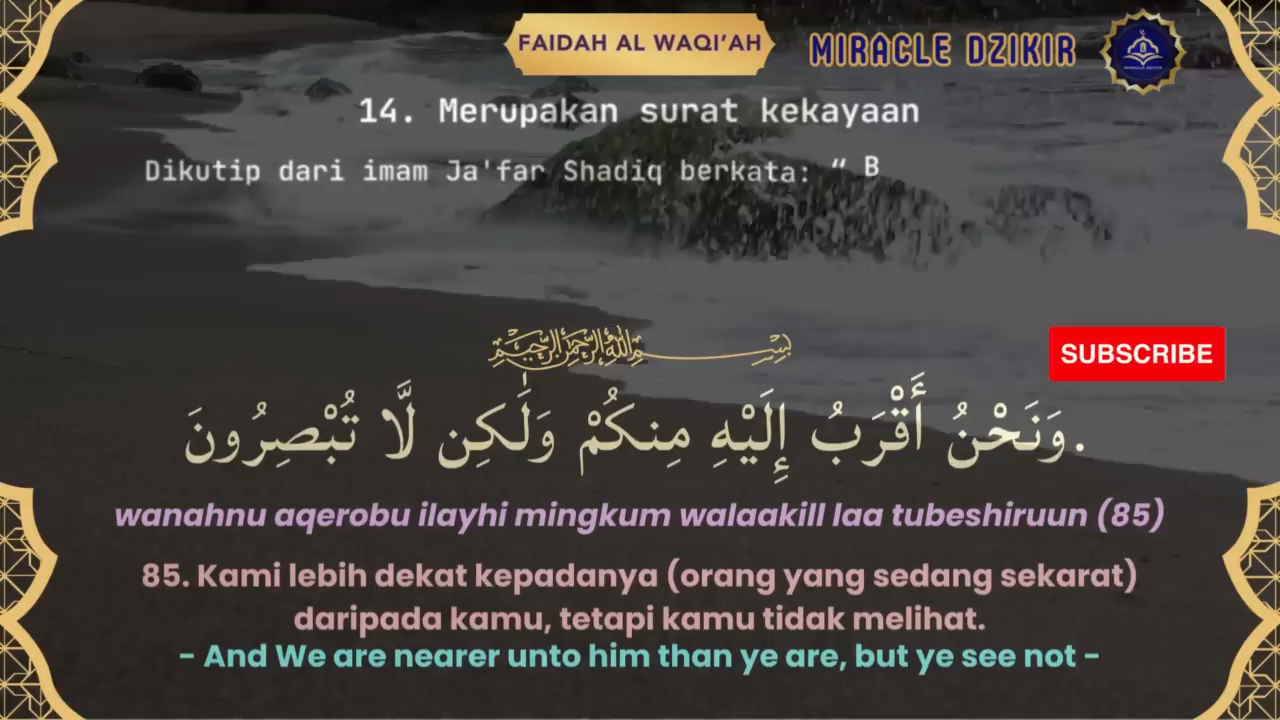 FAIDAH AL WAQI'AH
MIRACLE DZIKIR
14. Merupakan surat kekayaan
Dikutip dari imam Ja'far Shadiq berkata: “ B
بِسْمِ اللهِ الرَّحْمَنِ الرَّحِيمِ
SUBSCRIBE
وَنَحْنُ أَقْرَبُ إِلَيْهِ مِنكُمْ وَلَٰكِن لَّا تُبْصِرُونَ.
wanahnu aqerobu ilayhi mingkum walaakill laa tubeshiruun (85)
85. Kami lebih dekat kepadanya (orang yang sedang sekarat)
daripada kamu, tetapi kamu tidak melihat.
- And We are nearer unto him than ye are, but ye see not -